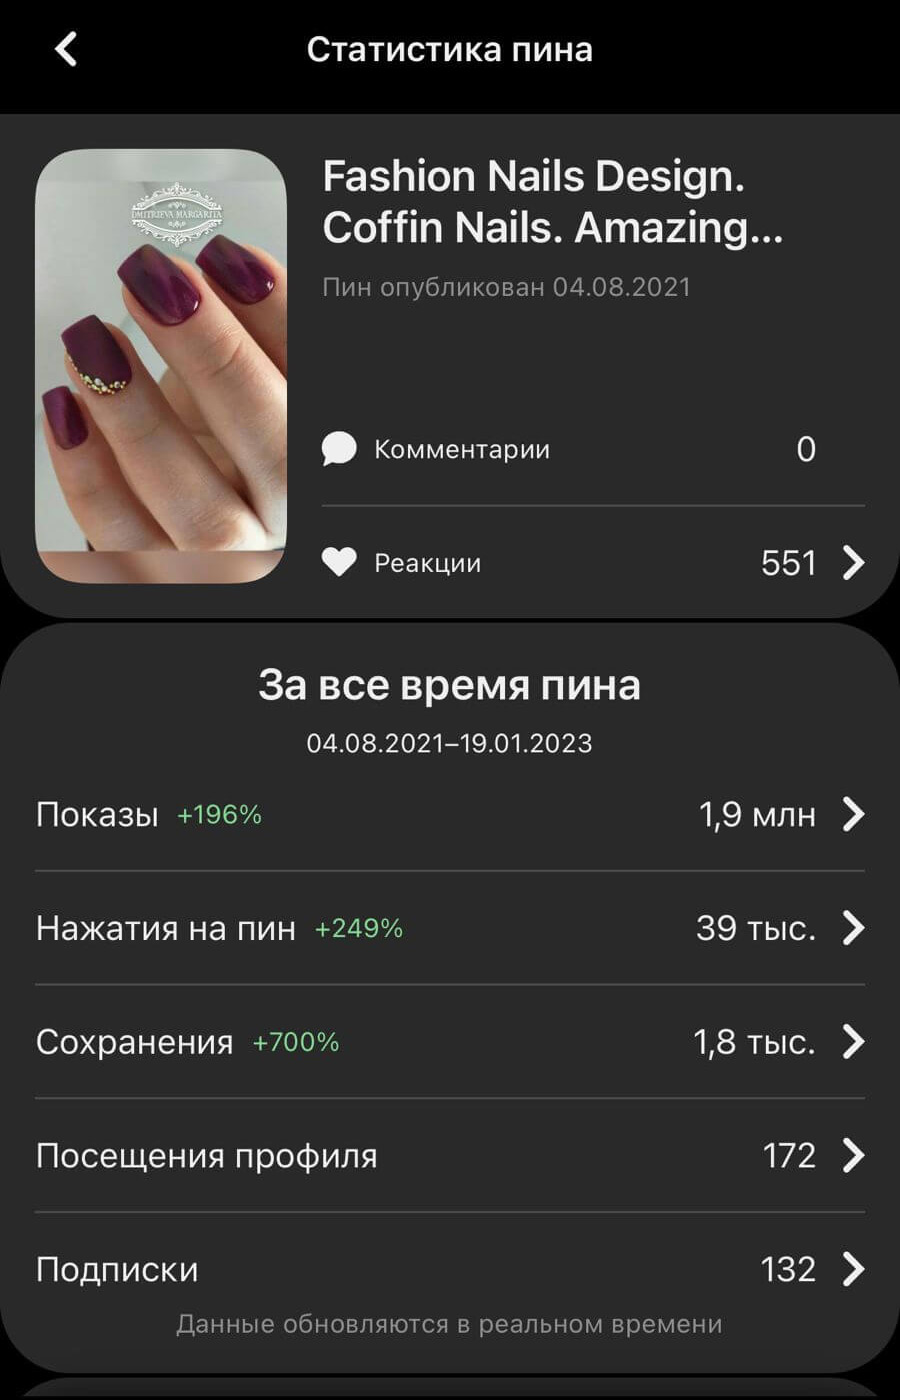 Статистика пина
DMITRIEVA MARGARITA
Fashion Nails Design.
Coffin Nails. Amazing...
Пин опубликован 04.08.2021
Комментарии 0
Реакции 551
За все время пина
04.08.2021–19.01.2023
Показы +196% 1,9 млн
Нажатия на пин +249% 39 тыс.
Сохранения +700% 1,8 тыс.
Посещения профиля 172
Подписки 132
Данные обновляются в реальном времени